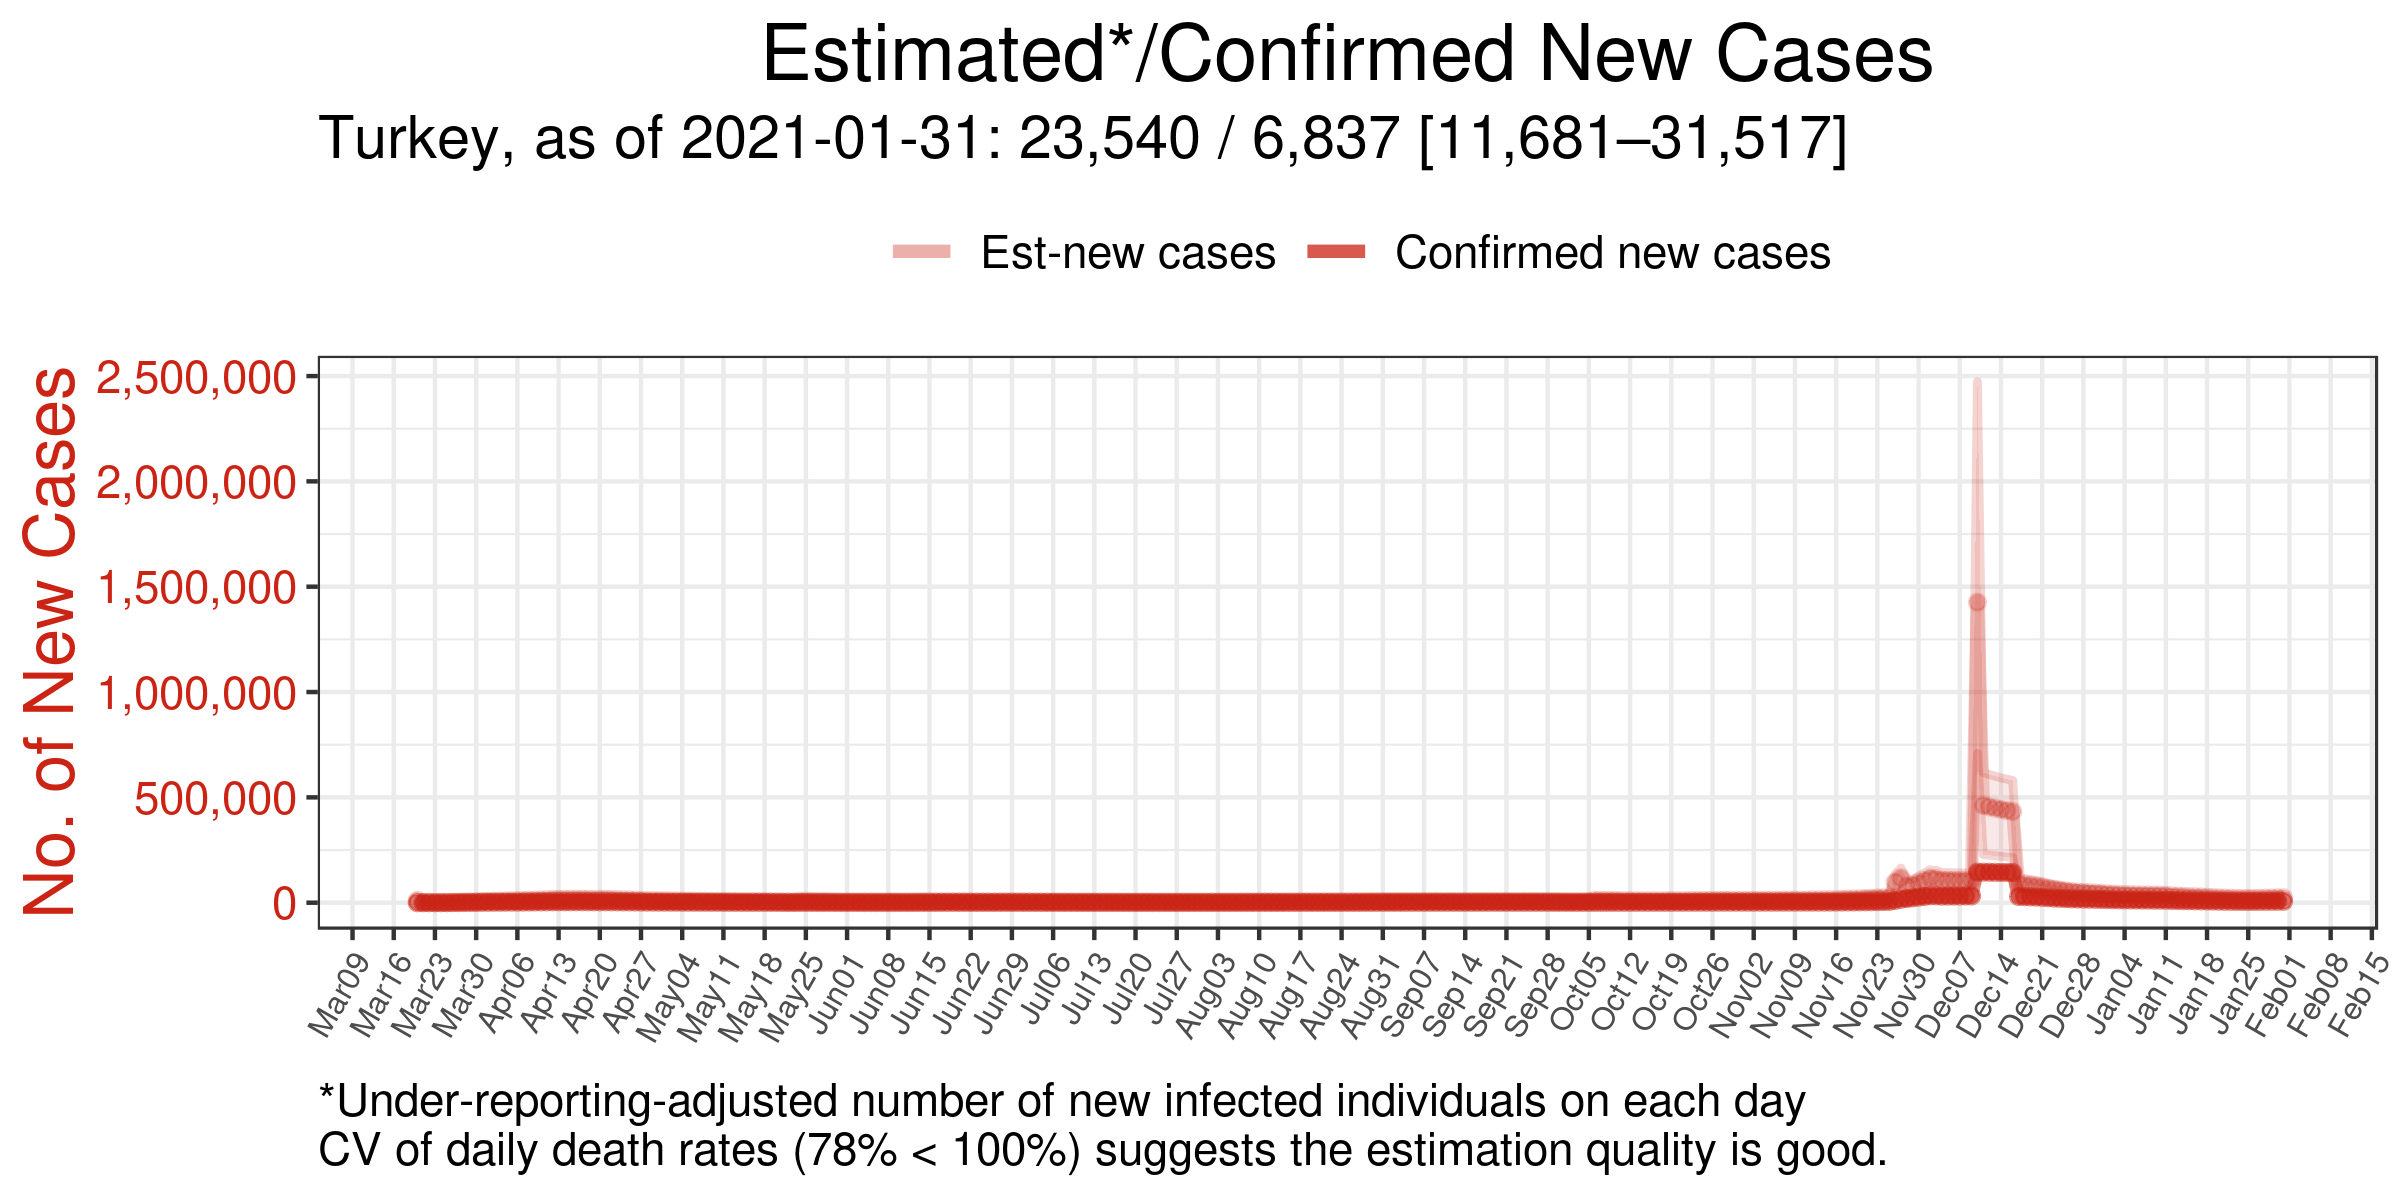 Estimated*/Confirmed New Cases
Turkey, as of 2021-01-31: 23,540 / 6,837 [11,681–31,517]
Est-new cases
Confirmed new cases
No. of New Cases
2,500,000
2,000,000
1,500,000
1,000,000
500,000
0
Mar09
Mar16
Mar23
Mar30
Apr06
Apr13
Apr20
Apr27
May04
May11
May18
May25
Jun01
Jun08
Jun15
Jun22
Jun29
Jul06
Jul13
Jul20
Jul27
Aug03
Aug10
Aug17
Aug24
Aug31
Sep07
Sep14
Sep21
Sep28
Oct05
Oct12
Oct19
Oct26
Nov02
Nov09
Nov16
Nov23
Nov30
Dec07
Dec14
Dec21
Dec28
Jan04
Jan11
Jan18
Jan25
Feb01
Feb08
Feb15
*Under-reporting-adjusted number of new infected individuals on each day
CV of daily death rates (78% < 100%) suggests the estimation quality is good.